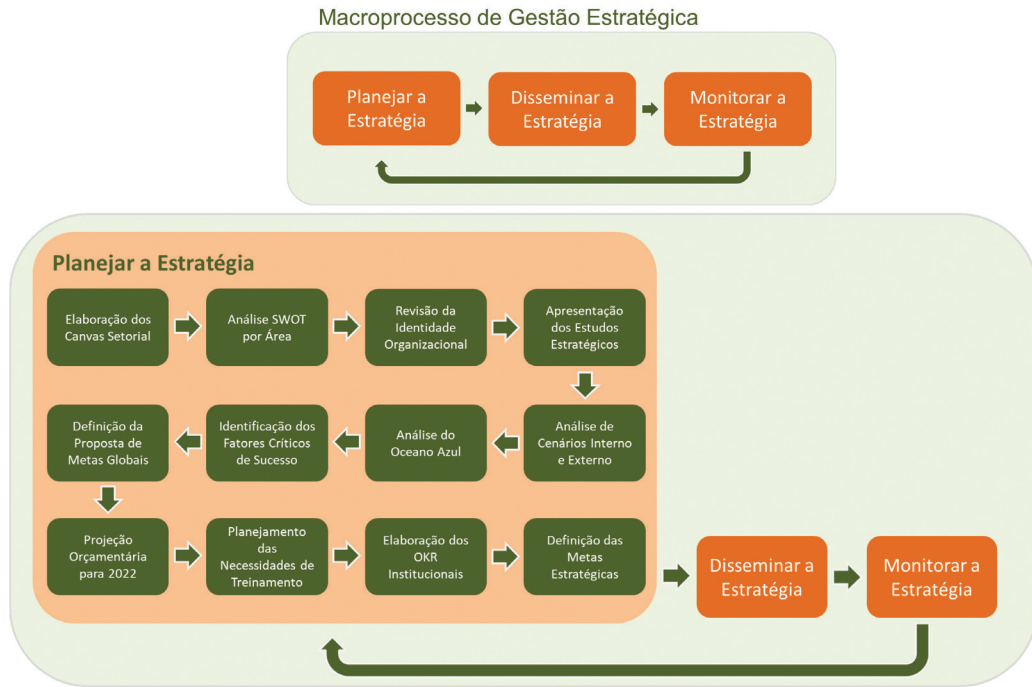 Macroprocesso de Gestão Estratégica
Planejar a
Estratégia
Disseminar a
Estratégia
Monitorar a
Estratégia
Planejar a Estratégia
Elaboração dos
Canvas Setorial
Análise SWOT
por Área
Revisão da
Identidade
Organizacional
Apresentação
dos Estudos
Estratégicos
Análise de
Cenários Interno
e Externo
Análise do
Oceano Azul
Identificação dos
Fatores Críticos
de Sucesso
Definição da
Proposta de
Metas Globais
Projeção
Orçamentária
para 2022
Planejamento
das
Necessidades de
Treinamento
Elaboração dos
OKR
Institucionais
Definição das
Metas
Estratégicas
Disseminar a
Estratégia
Monitorar a
Estratégia